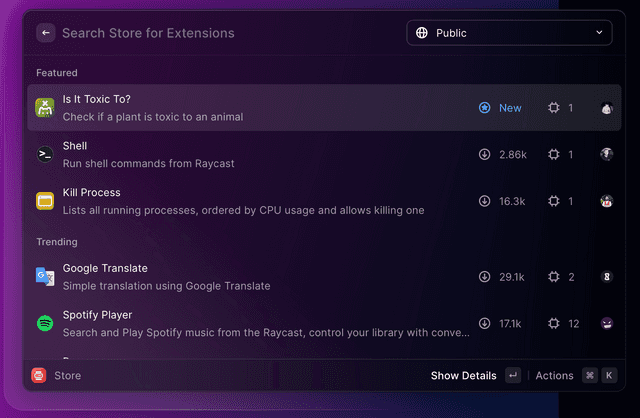 Search Store for Extensions
Public
Featured
Is It Toxic To?
Check if a plant is toxic to an animal
New
1
Shell
Run shell commands from Raycast
2.86k
1
Kill Process
Lists all running processes, ordered by CPU usage and allows killing one
16.3k
1
Trending
Google Translate
Simple translation using Google Translate
29.1k
2
Spotify Player
Search and Play Spotify music from the Raycast, control your library with conve...
17.1k
12
Store
Show Details
Actions
⌘ K